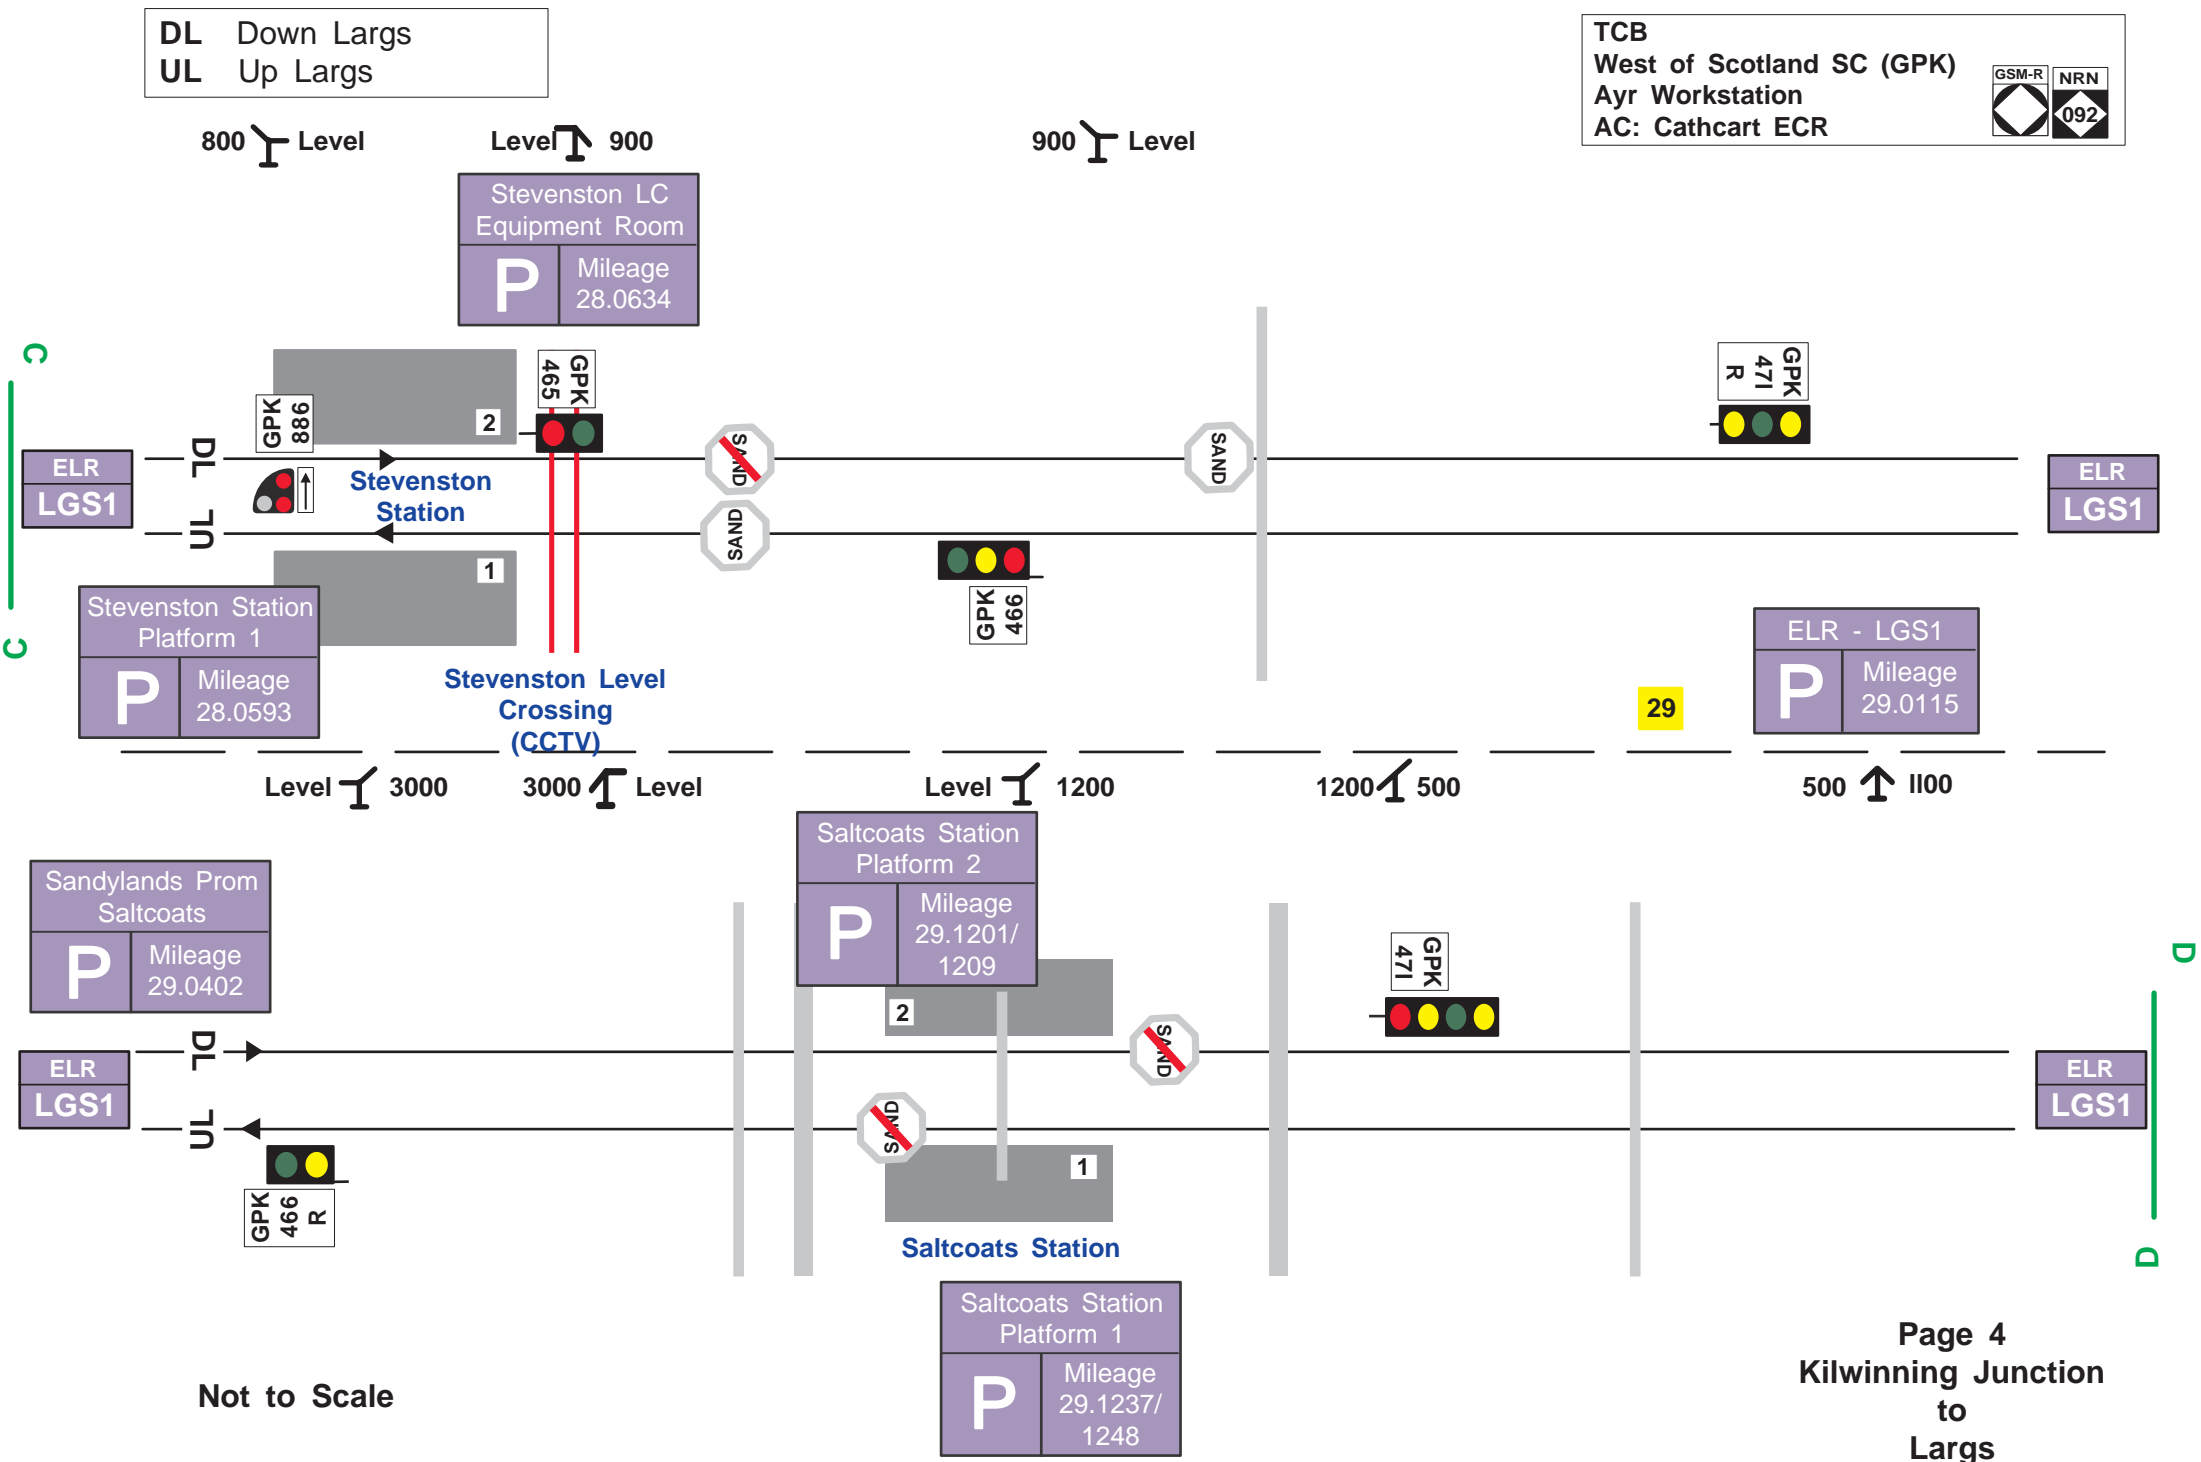 DL Down Largs
UL Up Largs
TCB
West of Scotland SC (GPK)
Ayr Workstation
AC: Cathcart ECR
GSM-R
NRN
092
800 Level
Level 900
900 Level
Stevenston LC
Equipment Room
P
Mileage
28.0634
C
C
GPK
886
2
GPK
465
GPK
47I
R
ELR
LGS1
DL
UL
Stevenston
Station
SAND
SAND
SAND
ELR
LGS1
1
GPK
466
Stevenston Station
Platform 1
P
Mileage
28.0593
Stevenston Level
Crossing
(CCTV)
29
ELR - LGS1
P
Mileage
29.0115
Level 3000
3000 Level
Level 1200
1200 500
500 II00
Sandylands Prom
Saltcoats
P
Mileage
29.0402
Saltcoats Station
Platform 2
P
Mileage
29.1201/
1209
2
GPK
47I
D
D
ELR
LGS1
DL
UL
SAND
SAND
ELR
LGS1
GPK
466
R
1
Saltcoats Station
Saltcoats Station
Platform 1
P
Mileage
29.1237/
1248
Not to Scale
Page 4
Kilwinning Junction
to
Largs